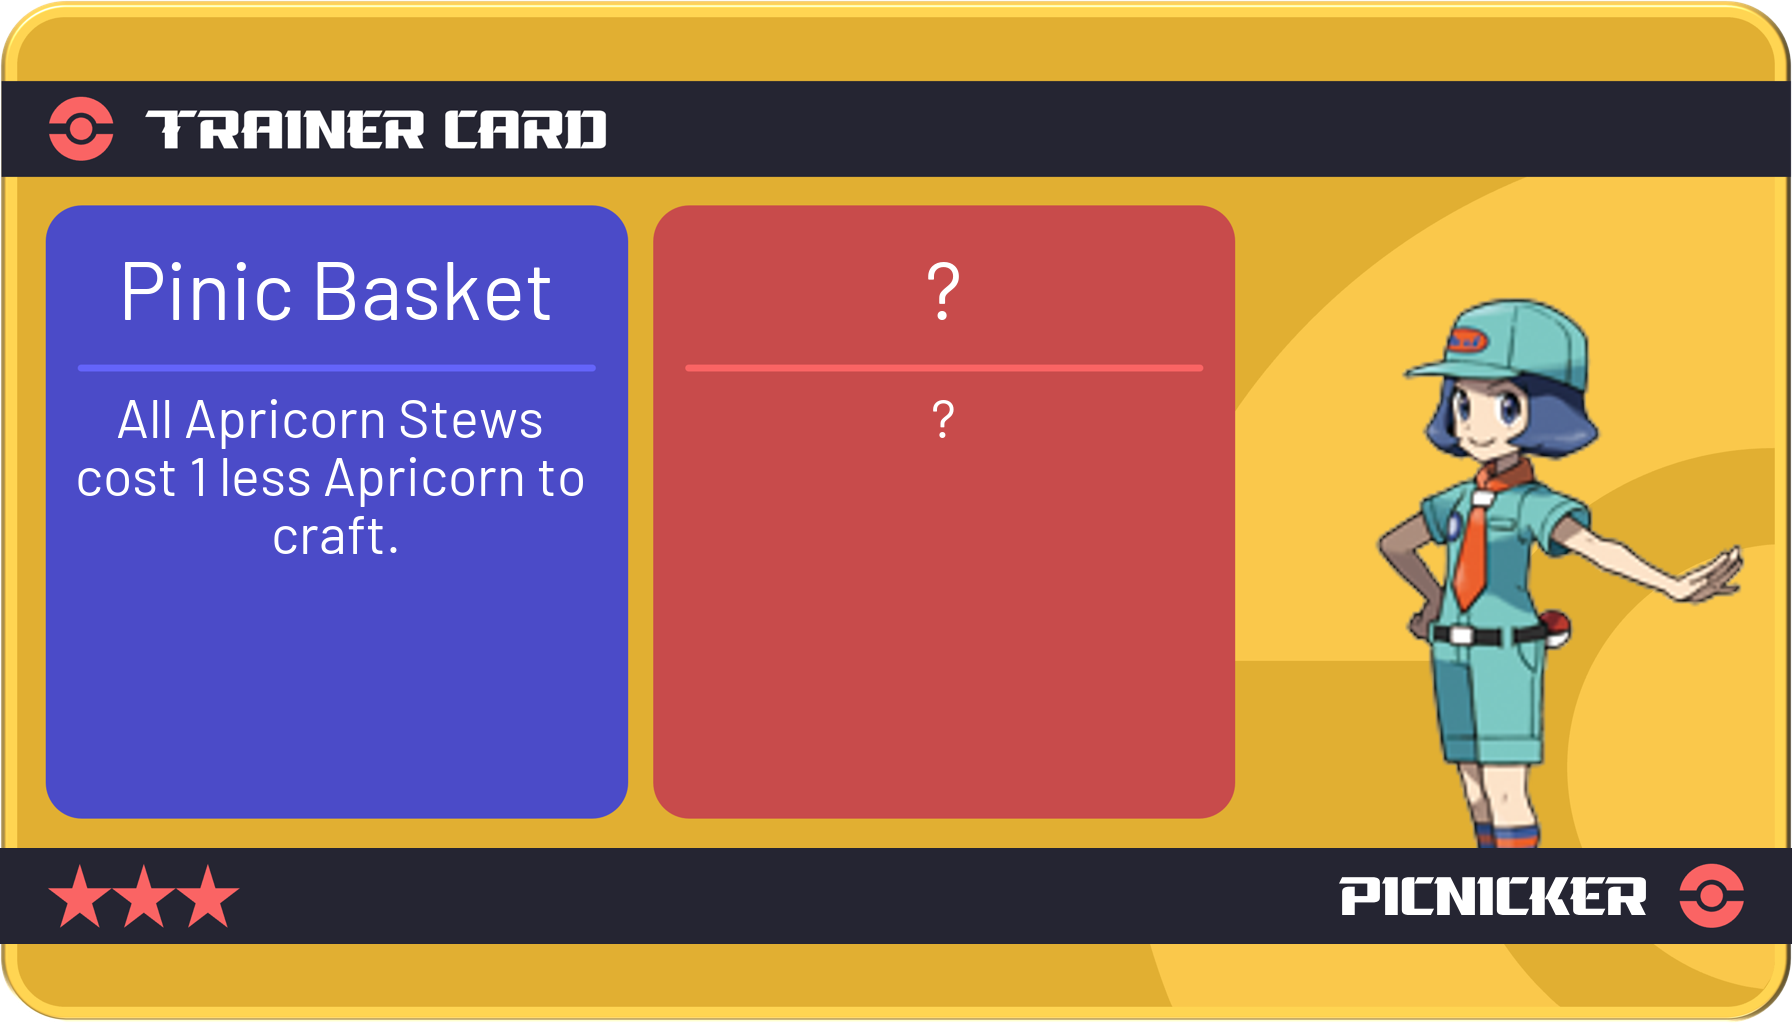 TRAINER CARD
Pinic Basket
All Apricorn Stews
cost 1 less Apricorn to
craft.
?
?
PICNICKER